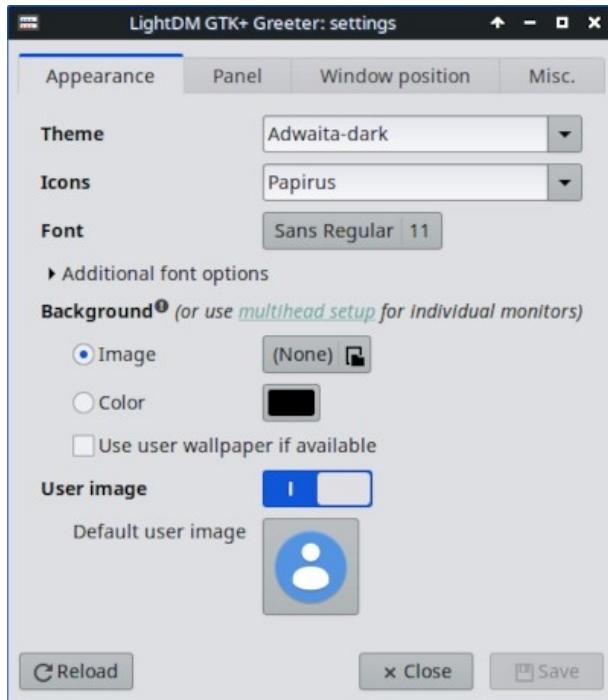 LightDM GTK+ Greeter: settings
Appearance Panel Window position Misc.
Theme Adwaita-dark
Icons Papirus
Font Sans Regular 11
Additional font options
Background (or use multihead setup for individual monitors)
Image (None)
Color
Use user wallpaper if available
User image
Default user image
Reload Close Save